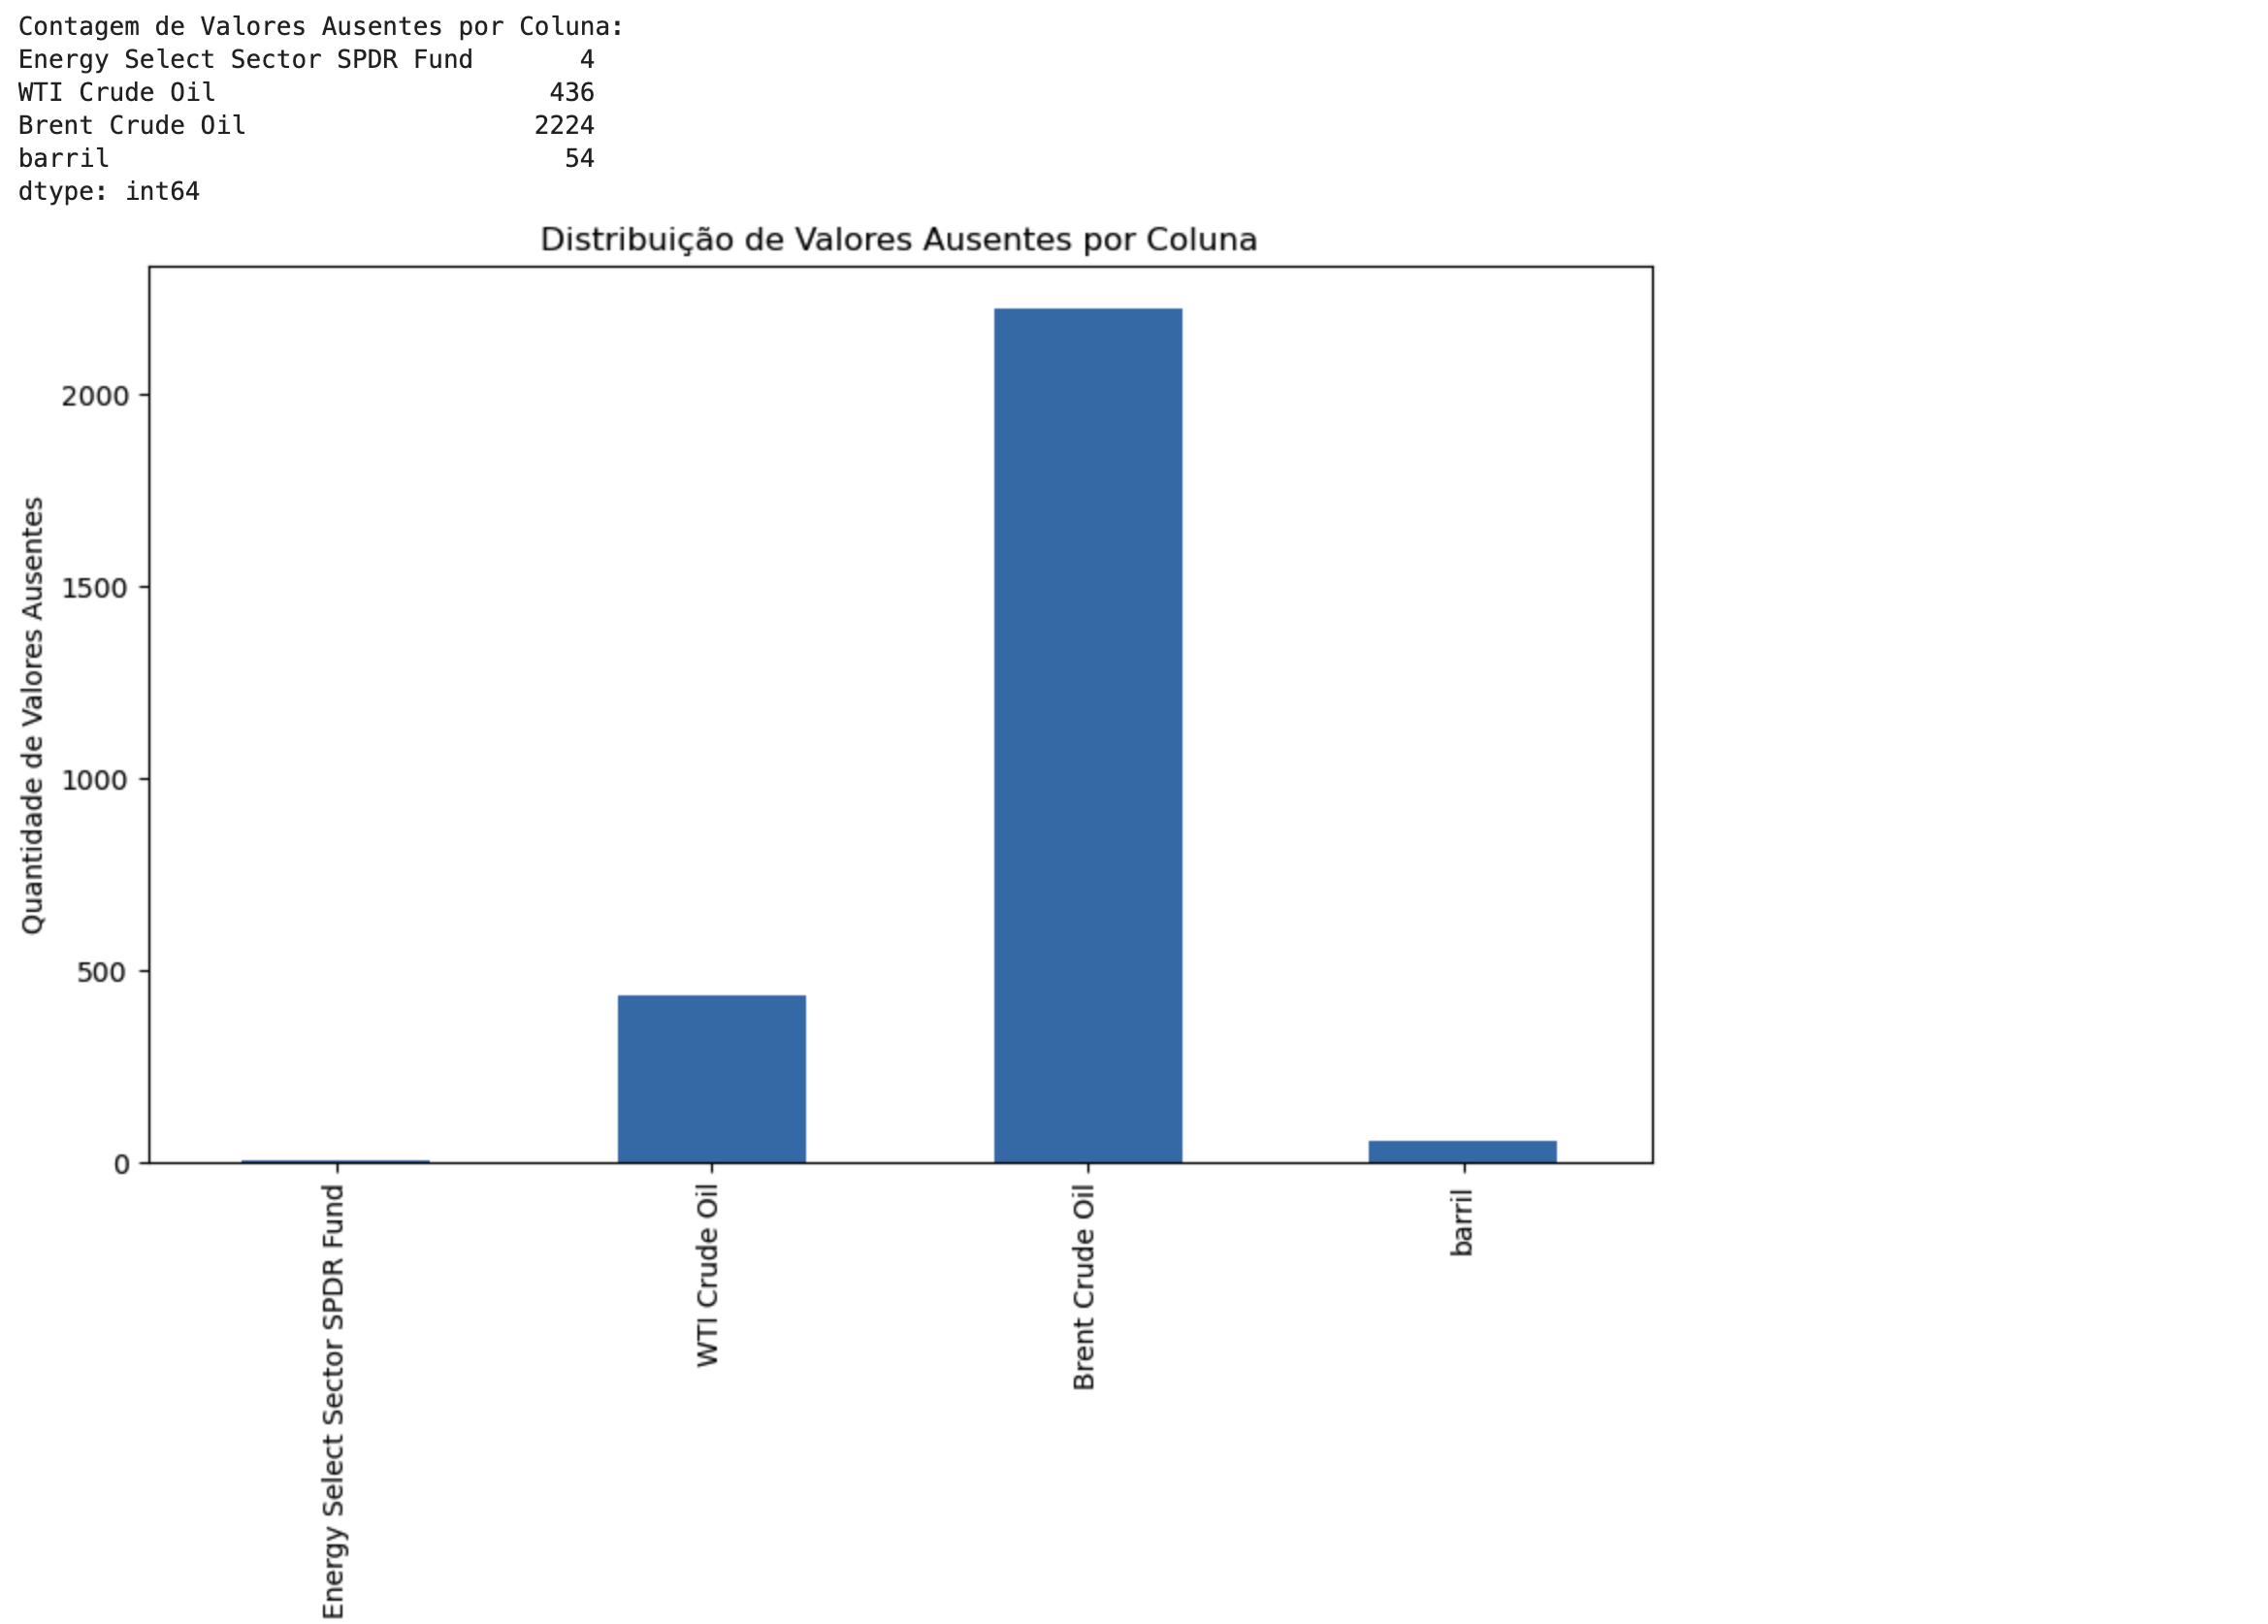 Contagem de Valores Ausentes por Coluna:
Energy Select Sector SPDR Fund 4
WTI Crude Oil 436
Brent Crude Oil 2224
barril 54
dtype: int64
Distribuição de Valores Ausentes por Coluna
Quantidade de Valores Ausentes
2000
1500
1000
500
0
Energy Select Sector SPDR Fund
WTI Crude Oil
Brent Crude Oil
barril